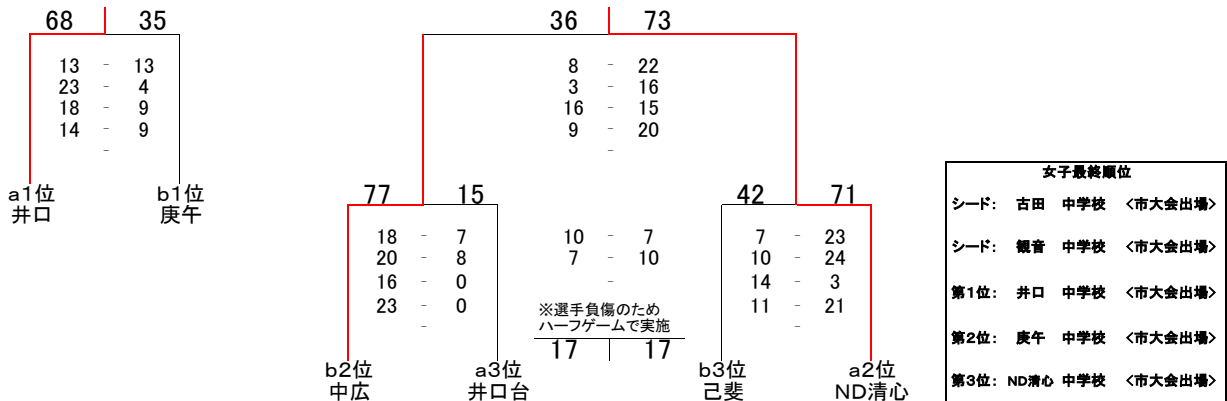 68 35
13 - 13
23 - 4
18 - 9
14 - 9
-
a1位 b1位
井口 庚午
36 73
8 - 22
3 - 16
16 - 15
9 - 20
-
77 15
18 - 7
20 - 8
16 - 0
23 - 0
-
b2位 a3位
中広 井口台
10 - 7
7 - 10
-
※選手負傷のため
ハーフゲームで実施
17 17
42 71
7 - 23
10 - 24
14 - 3
11 - 21
-
b3位 a2位
己斐 ND清心
女子最終順位
シード: 古田 中学校 <市大会出場>
シード: 観音 中学校 <市大会出場>
第1位: 井口 中学校 <市大会出場>
第2位: 庚午 中学校 <市大会出場>
第3位: ND清心 中学校 <市大会出場>